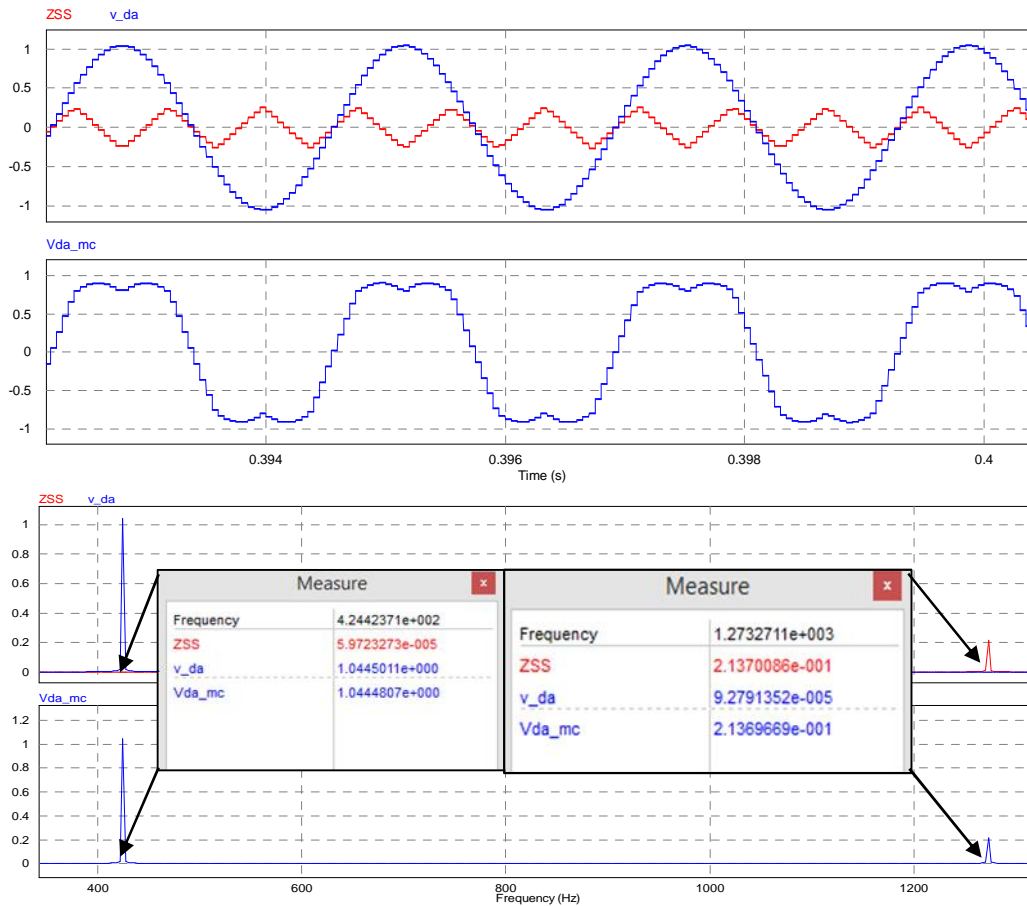 ZSS v_da
1
0.5
0
-0.5
-1
Vda_mc
1
0.5
0
-0.5
-1
0.394 0.396 0.398 0.4
Time (s)
ZSS v_da
1
0.8
0.6
0.4
0.2
0
Measure x
Frequency 4.2442371e+002
ZSS 5.9723273e-005
v_da 1.0445011e+000
Vda_mc 1.0444807e+000
Measure x
Frequency 1.2732711e+003
ZSS 2.1370086e-001
v_da 9.2791352e-005
Vda_mc 2.1369669e-001
Vda_mc
1.2
1
0.8
0.6
0.4
0.2
0
400 600 800 1000 1200
Frequency (Hz)